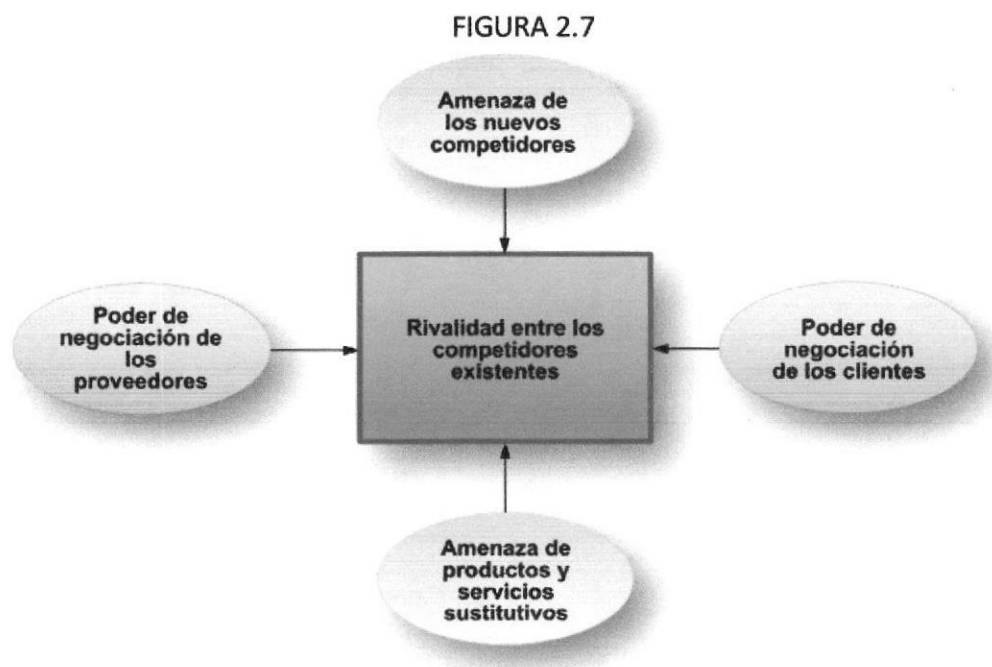 FIGURA 2.7
Amenaza de
los nuevos
competidores
Poder de
negociación de
los
proveedores
Rivalidad entre los
competidores
existentes
Poder de
negociación
de los clientes
Amenaza de
productos y
servicios
sustitutivos